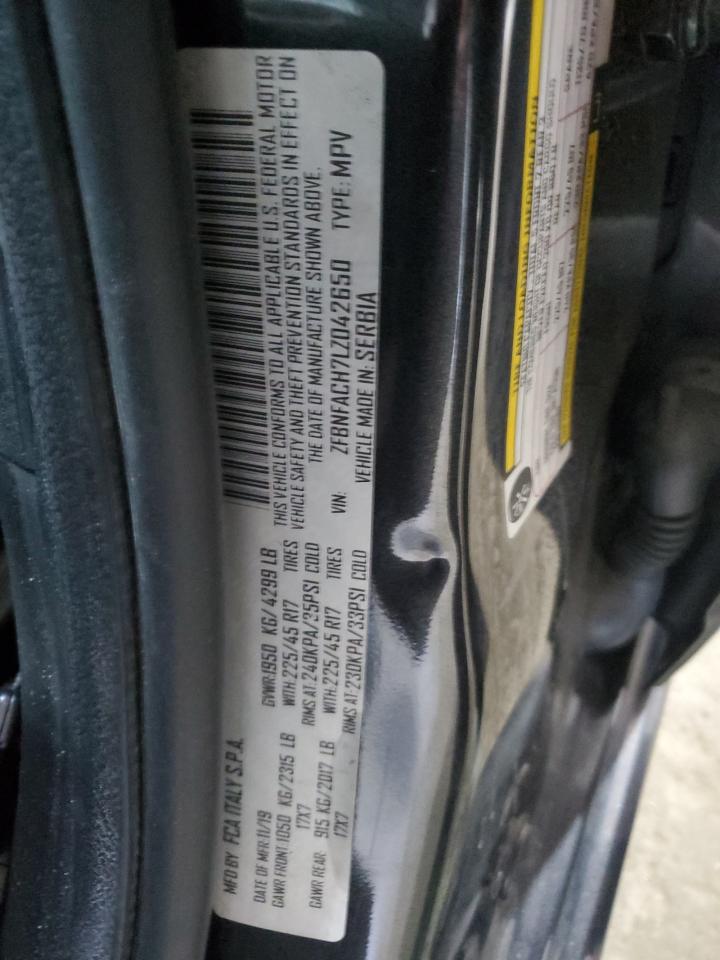 MFD BY FCA ITALY S.P.A.
DATE OF MFR: 11/19 GVWR: 1950 KG/ 4299 LB
GAWR FRONT: 1050 KG/2315 LB WITH: 225/45 R17 TIRES
17X7 RIMS AT: 240KPA/35PSI COLD
GAWR REAR 915 KG/2017 LB WITH: 225/45 R17 TIRES
17X7 RIMS AT: 230KPA/33PSI COLD
THIS VEHICLE CONFORMS TO ALL APPLICABLE U.S. FEDERAL MOTOR
VEHICLE SAFETY AND THEFT PREVENTION STANDARDS IN EFFECT ON
THE DATE OF MANUFACTURE SHOWN ABOVE.
VIN: ZFBNFACH7LZ042650 TYPE: MPV
VEHICLE MADE IN: SERBIA
TIRE AND LOADING INFORMATION